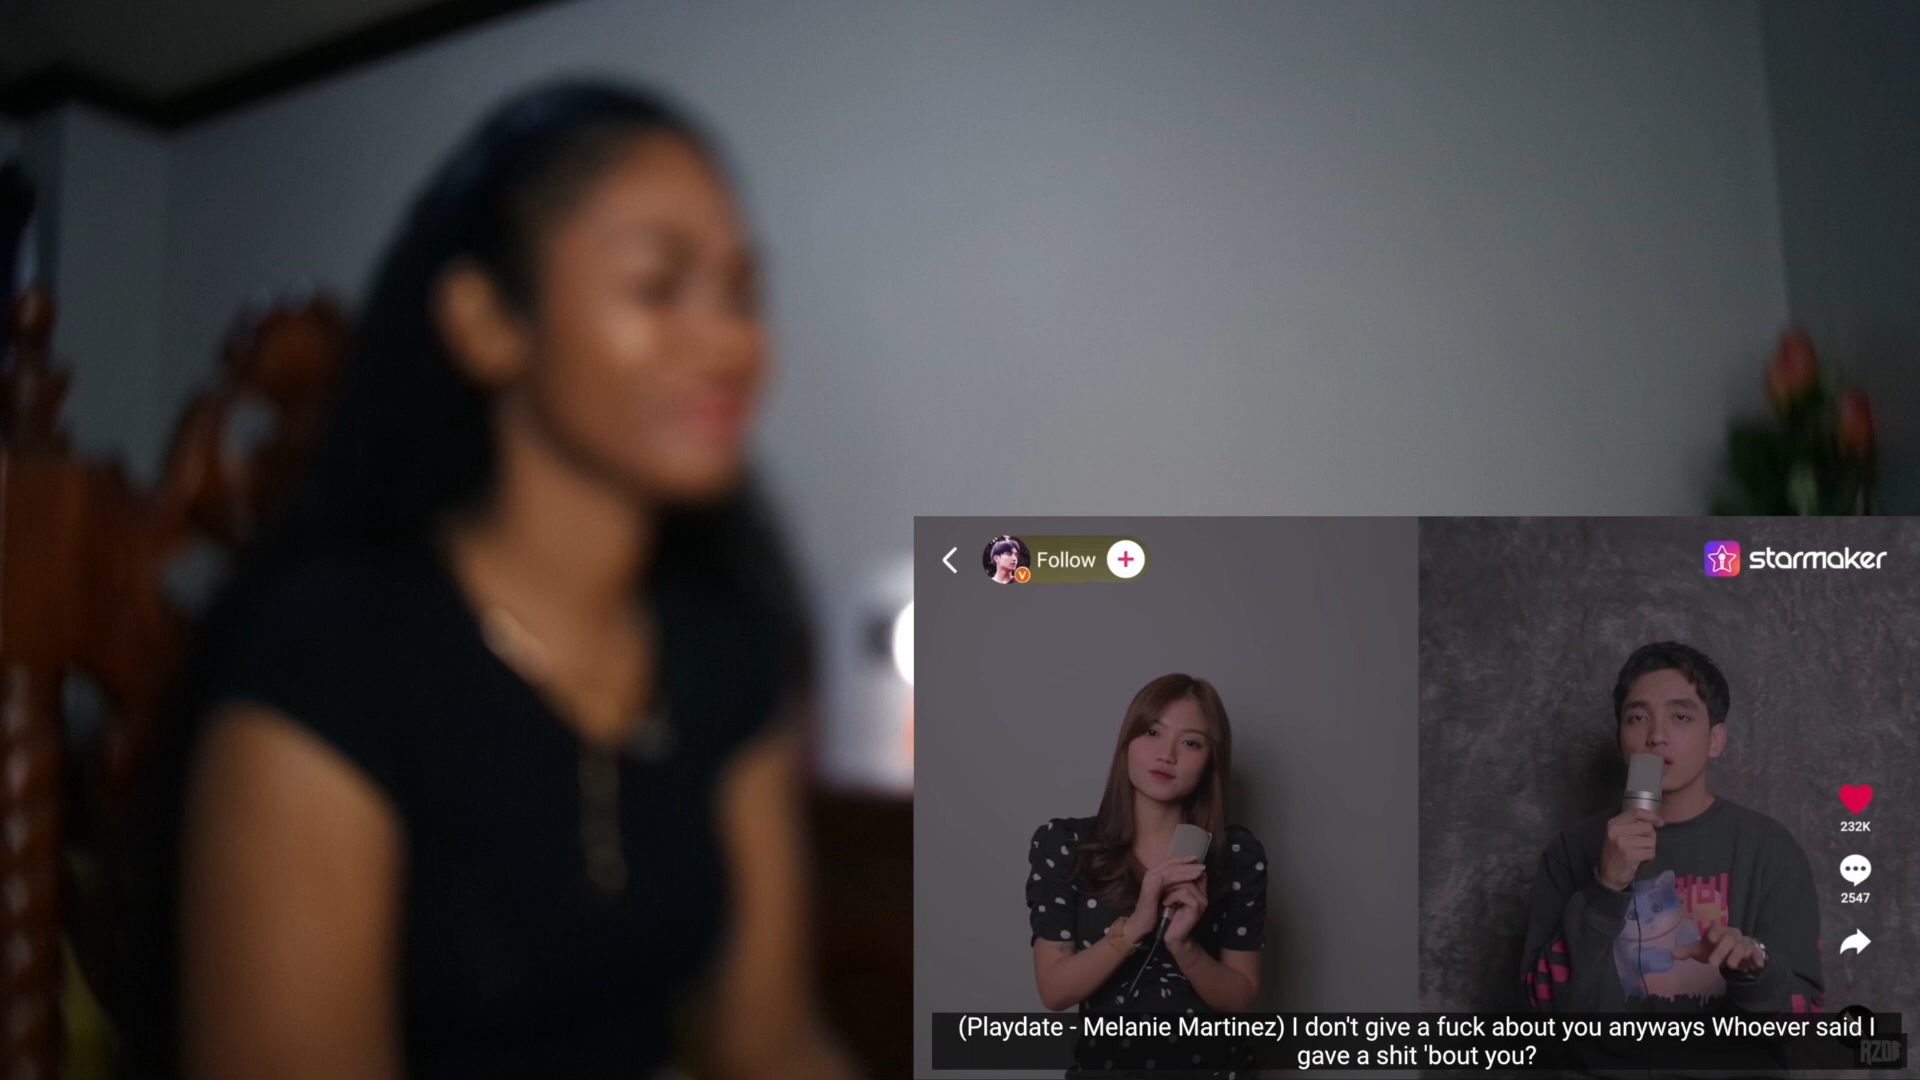 Follow
starmaker
232K
2547
(Playdate - Melanie Martinez) I don't give a fuck about you anyways Whoever said I
gave a shit 'bout you?